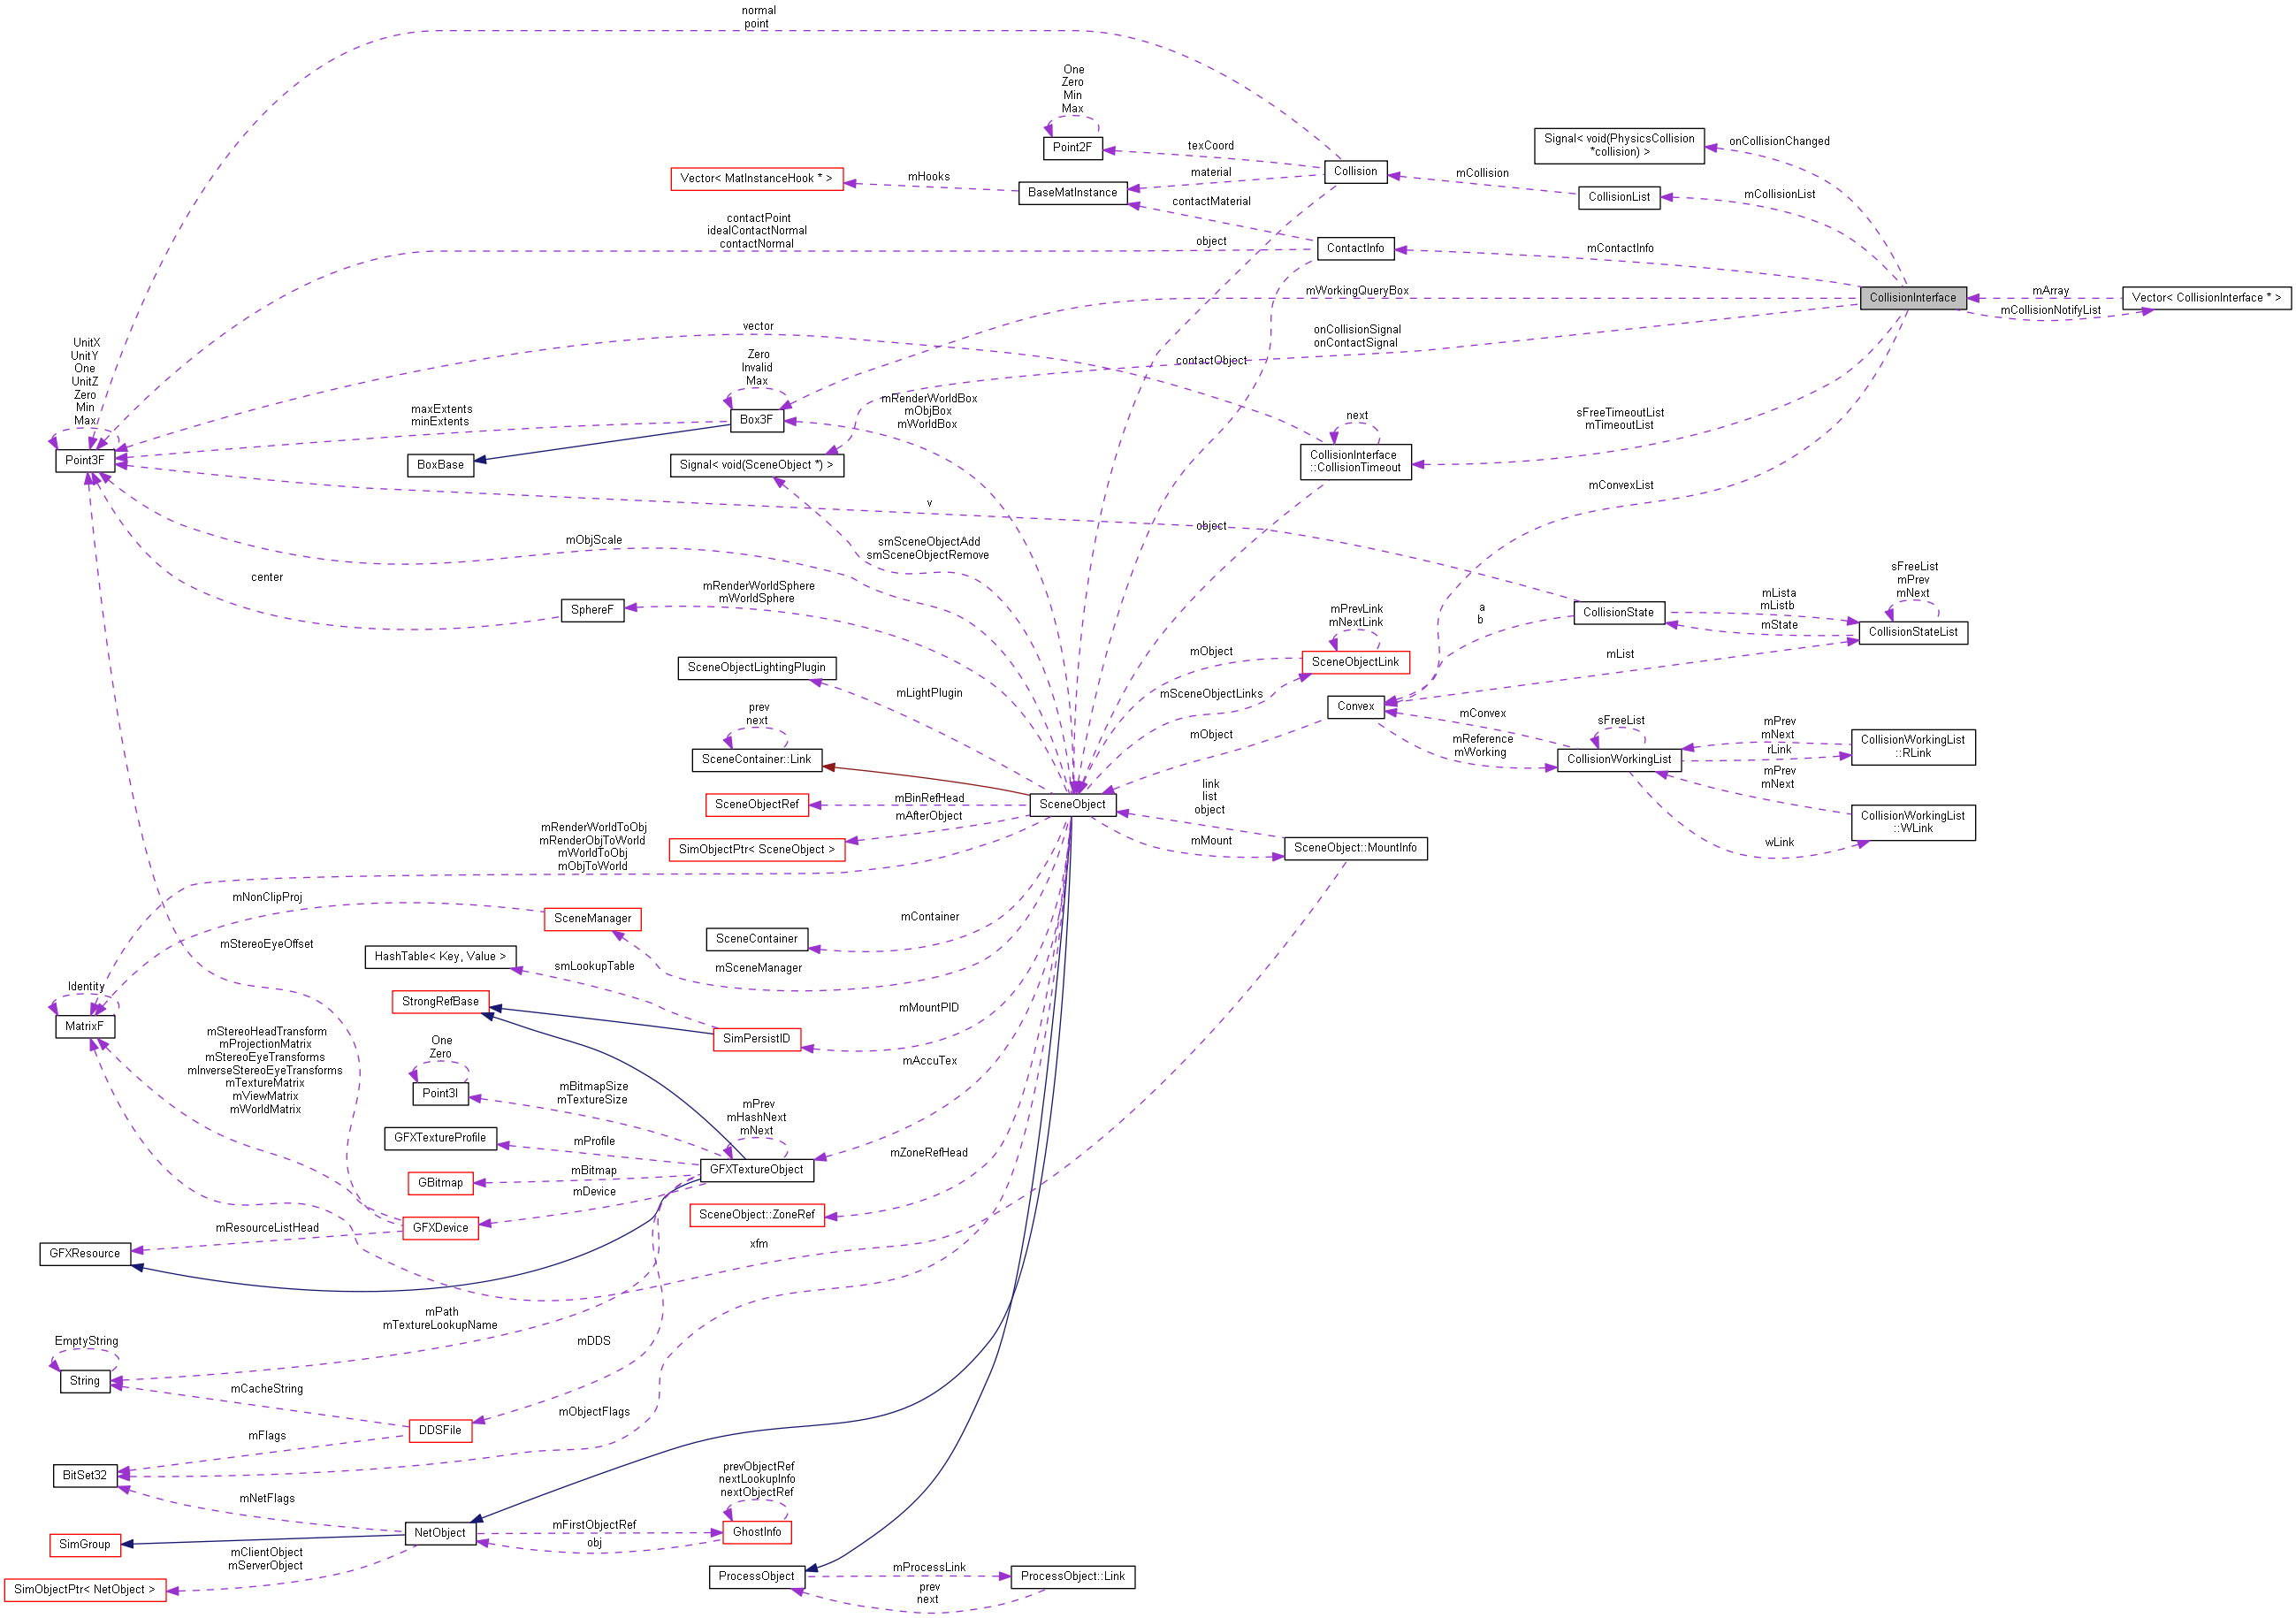 normal
point
One
Zero
Min
Max
Point2F
texCoord
Collision
material
Vector< MatInstanceHook * >
mHooks
BaseMatInstance
contactMaterial
mCollision
Signal< void(PhysicsCollision
*collision) >
onCollisionChanged
CollisionList
mCollisionList
contactPoint
idealContactNormal
contactNormal
object
ContactInfo
mContactInfo
mWorkingQueryBox
CollisionInterface
mArray
Vector< CollisionInterface * >
mCollisionNotifyList
vector
onCollisionSignal
onContactSignal
contactObject
UnitX
UnitY
One
UnitZ
Zero
Min
Max
Point3F
Zero
Invalid
Max
Box3F
maxExtents
minExtents
BoxBase
mRenderWorldBox
mObjBox
mWorldBox
Signal< void(SceneObject *) >
next
CollisionInterface
::CollisionTimeout
sFreeTimeoutList
mTimeoutList
mConvexList
v
object
mObjScale
smSceneObjectAdd
smSceneObjectRemove
center
SphereF
mRenderWorldSphere
mWorldSphere
mPrevLink
mNextLink
a
b
CollisionState
mLista
mListb
mState
sFreeList
mPrev
mNext
CollisionStateList
SceneObjectLightingPlugin
mLightPlugin
mObject
SceneObjectLink
mSceneObjectLinks
mList
Convex
prev
next
SceneContainer::Link
mObject
mConvex
mReference
mWorking
sFreeList
CollisionWorkingList
mPrev
mNext
rLink
CollisionWorkingList
::RLink
mPrev
mNext
CollisionWorkingList
::WLink
wLink
SceneObjectRef
mBinRefHead
mAfterObject
SceneObject
link
list
object
mMount
SceneObject::MountInfo
SimObjectPtr< SceneObject >
mRenderWorldToObj
mRenderObjToWorld
mWorldToObj
mObjToWorld
mNonClipProj
SceneManager
SceneContainer
mContainer
mStereoEyeOffset
HashTable< Key, Value >
smLookupTable
mSceneManager
Identity
MatrixF
StrongRefBase
SimPersistID
mMountPID
mStereoHeadTransform
mProjectionMatrix
mStereoEyeTransforms
mInverseStereoEyeTransforms
mTextureMatrix
mViewMatrix
mWorldMatrix
One
Zero
Point3I
mBitmapSize
mTextureSize
mPrev
mHashNext
mNext
mAccuTex
GFXTextureProfile
mProfile
GFXTextureObject
GBitmap
mBitmap
mDevice
mZoneRefHead
SceneObject::ZoneRef
GFXDevice
mResourceListHead
GFXResource
xfm
mPath
mTextureLookupName
mDDS
EmptyString
String
mCacheString
DDSFile
mObjectFlags
mFlags
BitSet32
mNetFlags
NetObject
prevObjectRef
nextLookupInfo
nextObjectRef
mFirstObjectRef
GhostInfo
obj
SimGroup
mClientObject
mServerObject
SimObjectPtr< NetObject >
ProcessObject
mProcessLink
ProcessObject::Link
prev
next